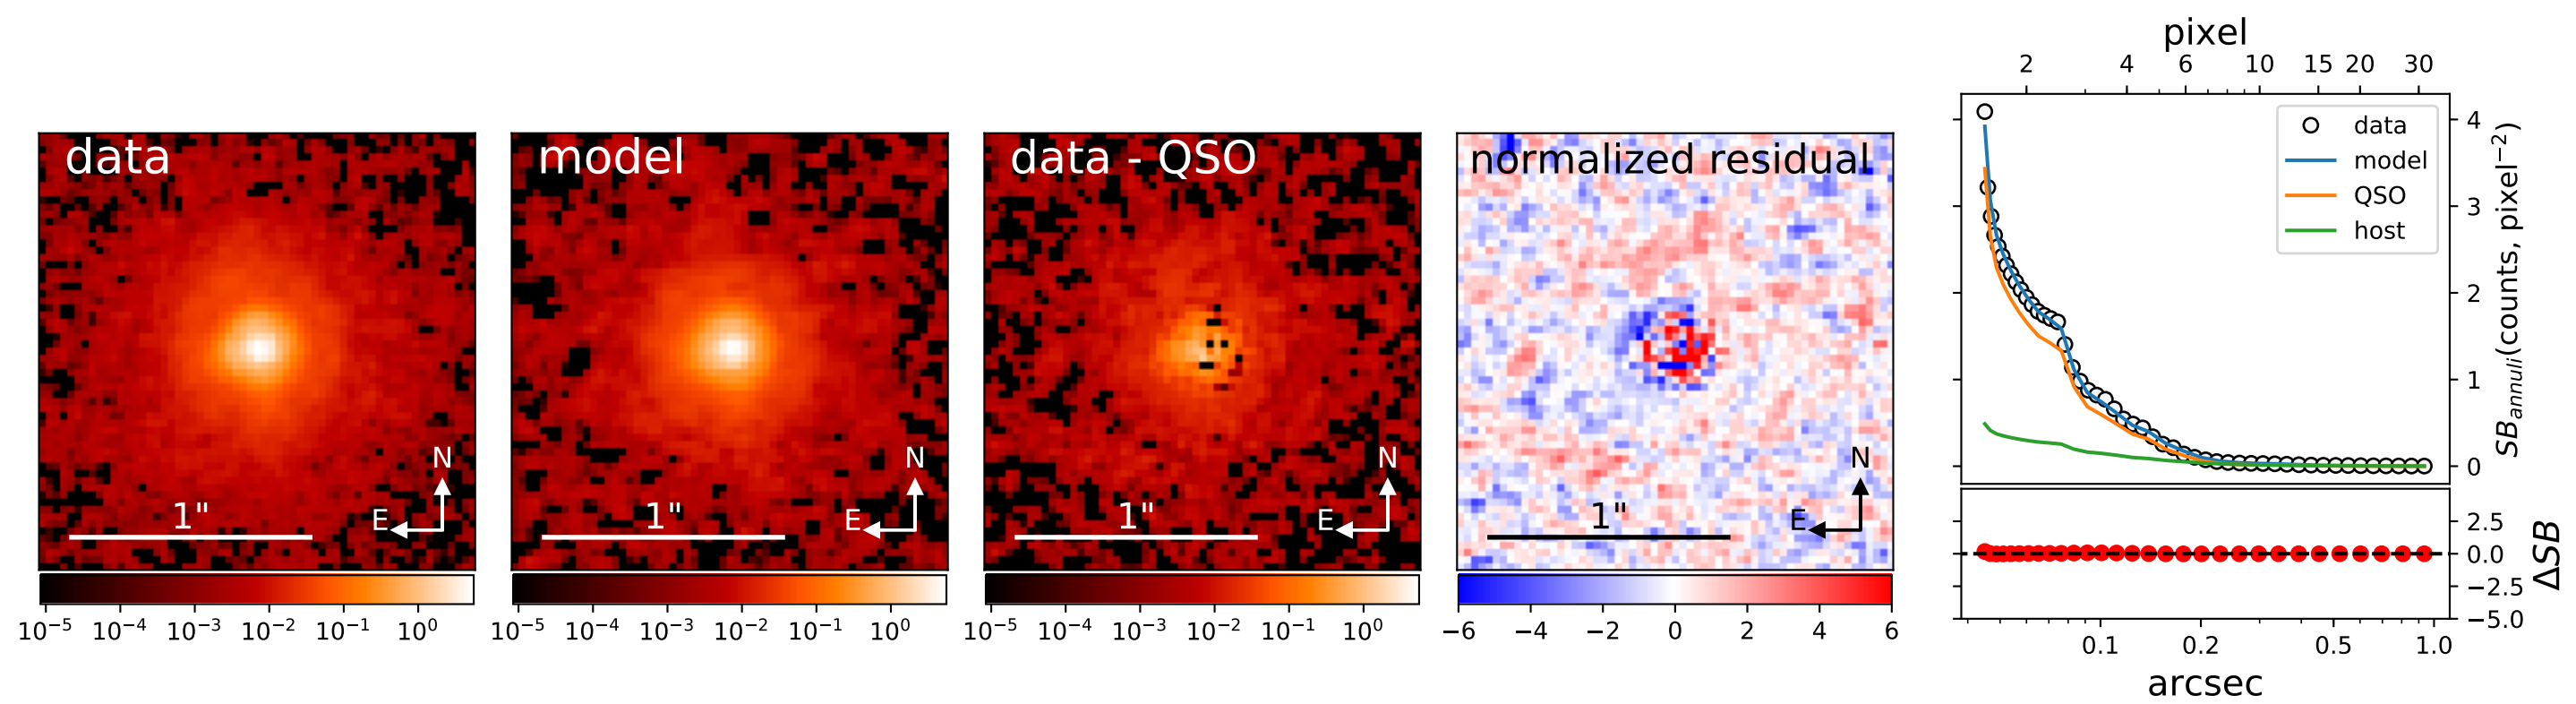 data
N
E
1"
10⁻⁵ 10⁻⁴ 10⁻³ 10⁻² 10⁻¹ 10⁰
model
N
E
1"
10⁻⁵ 10⁻⁴ 10⁻³ 10⁻² 10⁻¹ 10⁰
data - QSO
N
E
1"
10⁻⁵ 10⁻⁴ 10⁻³ 10⁻² 10⁻¹ 10⁰
normalized residual
N
E
1"
−6 −4 −2 0 2 4 6
pixel
2 4 6 10 15 20 30
data
model
QSO
host
4
3
2
1
0
SB_annuli(counts, pixel⁻²)
2.5
0.0
−2.5
−5.0
ΔSB
0.1 0.2 0.5 1.0
arcsec